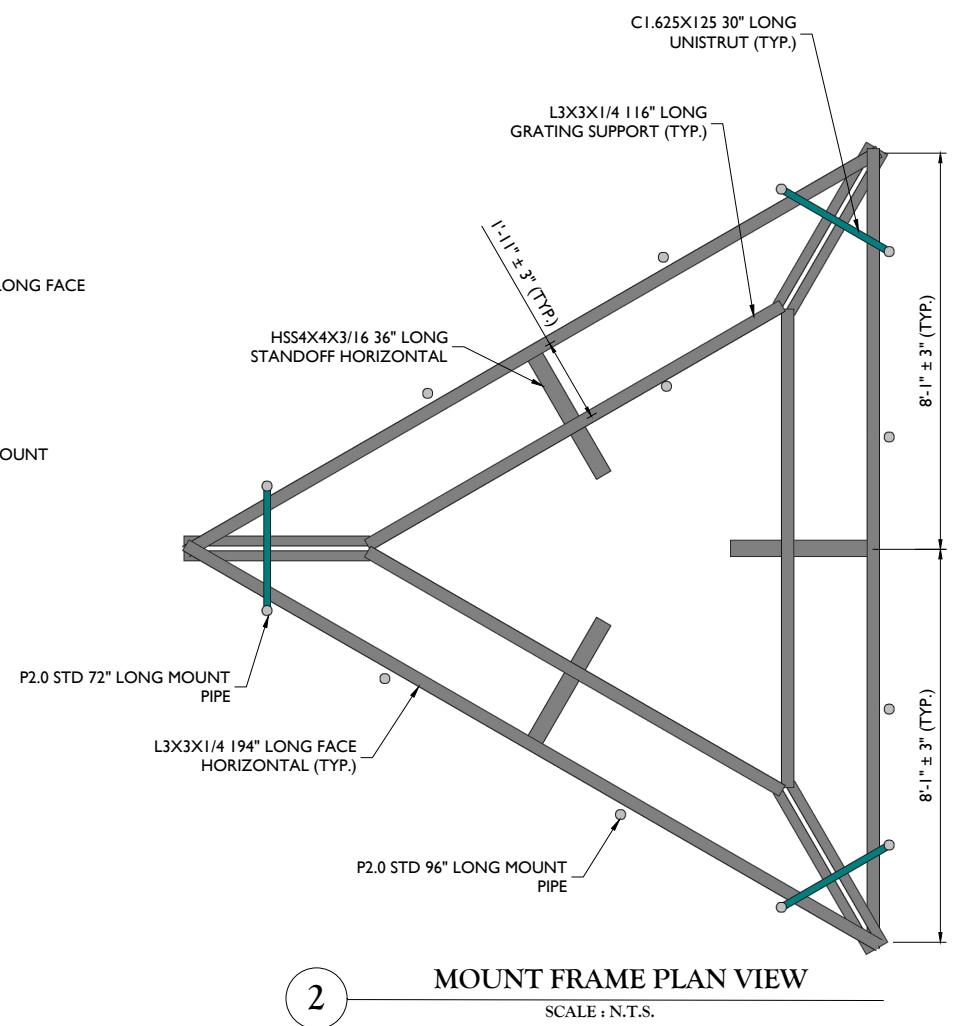 C1.625X125 30" LONG
UNISTRUT (TYP.)
L3X3X1/4 116" LONG
GRATING SUPPORT (TYP.)
1'-11" ± 3" (TYP.)
LONG FACE
HSS4X4X3/16 36" LONG
STANDOFF HORIZONTAL
8'-1" ± 3" (TYP.)
OUNT
P2.0 STD 72" LONG MOUNT
PIPE
8'-1" ± 3" (TYP.)
L3X3X1/4 194" LONG FACE
HORIZONTAL (TYP.)
P2.0 STD 96" LONG MOUNT
PIPE
2
MOUNT FRAME PLAN VIEW
SCALE : N.T.S.